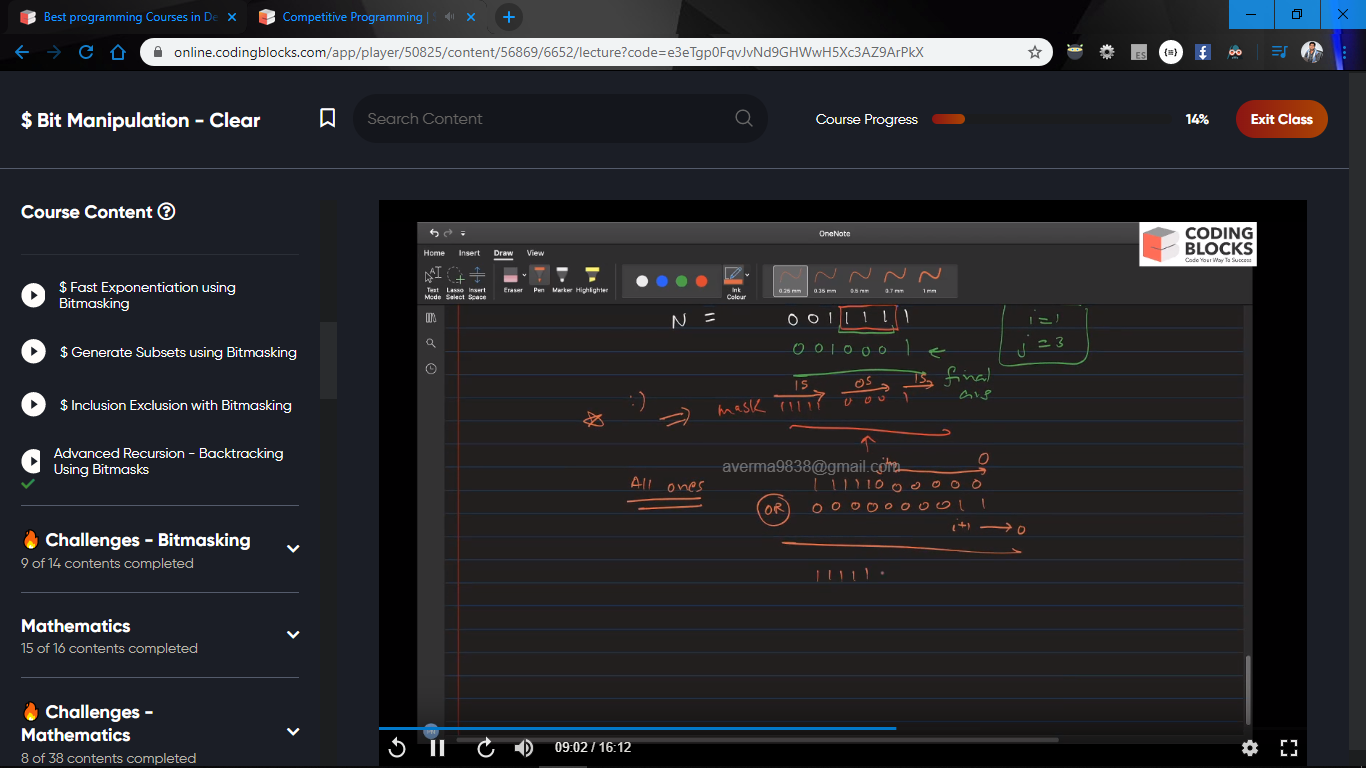 Best programming Courses in De
Competitive Programming |
online.codingblocks.com/app/player/50825/content/56869/6652/lecture?code=e3eTgp0FqvJvNd9GHWwH5Xc3AZ9ArPkX
ES
$ Bit Manipulation - Clear
Search Content
Course Progress
14%
Exit Class
Course Content
$ Fast Exponentiation using
Bitmasking
$ Generate Subsets using Bitmasking
$ Inclusion Exclusion with Bitmasking
Advanced Recursion - Backtracking
Using Bitmasks
Challenges - Bitmasking
9 of 14 contents completed
Mathematics
15 of 16 contents completed
Challenges -
Mathematics
8 of 38 contents completed
OneNote
CODING
BLOCKS
Code Your Way To Success
Home Insert Draw View
Text Mode
Lasso Select
Insert Space
Eraser
Pen
Marker
Highlighter
Ink Colour
0.25 mm
0.35 mm
0.5 mm
0.7 mm
1 mm
N = 0 0 1 1 1 1 1
i=1
j=3
0 0 1 0 0 0 1
final
ans
1s 0s 1s
:) ⇒ mask 11111 0 0 0 1
averma9838@gmail.com
0
All ones
1 1 1 1 1 0 0 0 0 0 0
OR 0 0 0 0 0 0 0 0 0 1 1
0
1 1 1 1 1
09:02 / 16:12